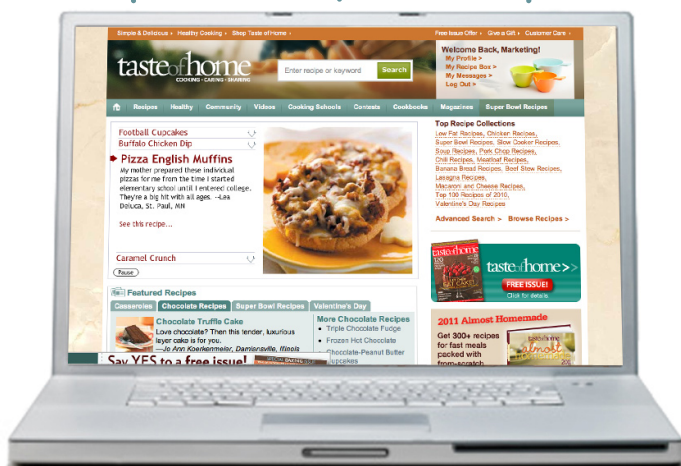 Simple & Delicious › Healthy Cooking › Shop Taste of Home ›
Free Issue Offer › Give a Gift › Customer Care ›
tasteofhome
COOKING • CARING • SHARING
Enter recipe or keyword
Search
Welcome Back, Marketing!
My Profile >
My Recipe Box >
My Messages >
Log Out >
Recipes Healthy Community Videos Cooking Schools Contests Cookbooks Magazines Super Bowl Recipes
Football Cupcakes
Buffalo Chicken Dip
Pizza English Muffins
My mother prepared these individual
pizzas for me from the time I started
elementary school until I entered college.
They're a big hit with all ages. --Lea
Deluca, St. Paul, MN
See this recipe...
Caramel Crunch
Pause
Top Recipe Collections
Low Fat Recipes, Chicken Recipes,
Super Bowl Recipes, Slow Cooker Recipes,
Soup Recipes, Pork Chop Recipes,
Chili Recipes, Meatloaf Recipes,
Banana Bread Recipes, Beef Stew Recipes,
Lasagna Recipes,
Macaroni and Cheese Recipes,
Top 100 Recipes of 2010,
Valentine's Day Recipes
Advanced Search > Browse Recipes >
tasteofhome
tasteofhome>>
FREE ISSUE!
Click for details
Featured Recipes
Casseroles Chocolate Recipes Super Bowl Recipes Valentine's Day
Chocolate Truffle Cake
Love chocolate? Then this tender, luxurious
layer cake is for you.
—Jo Ann Koerkenmeier, Damiansville, Illinois
More Chocolate Recipes
Triple Chocolate Fudge
Frozen Hot Chocolate
Chocolate-Peanut Butter
Cupcakes
2011 Almost Homemade
Get 300+ recipes
for fast meals
packed with
from-scratch
tasteofhome
almost
Say YES to a free issue!